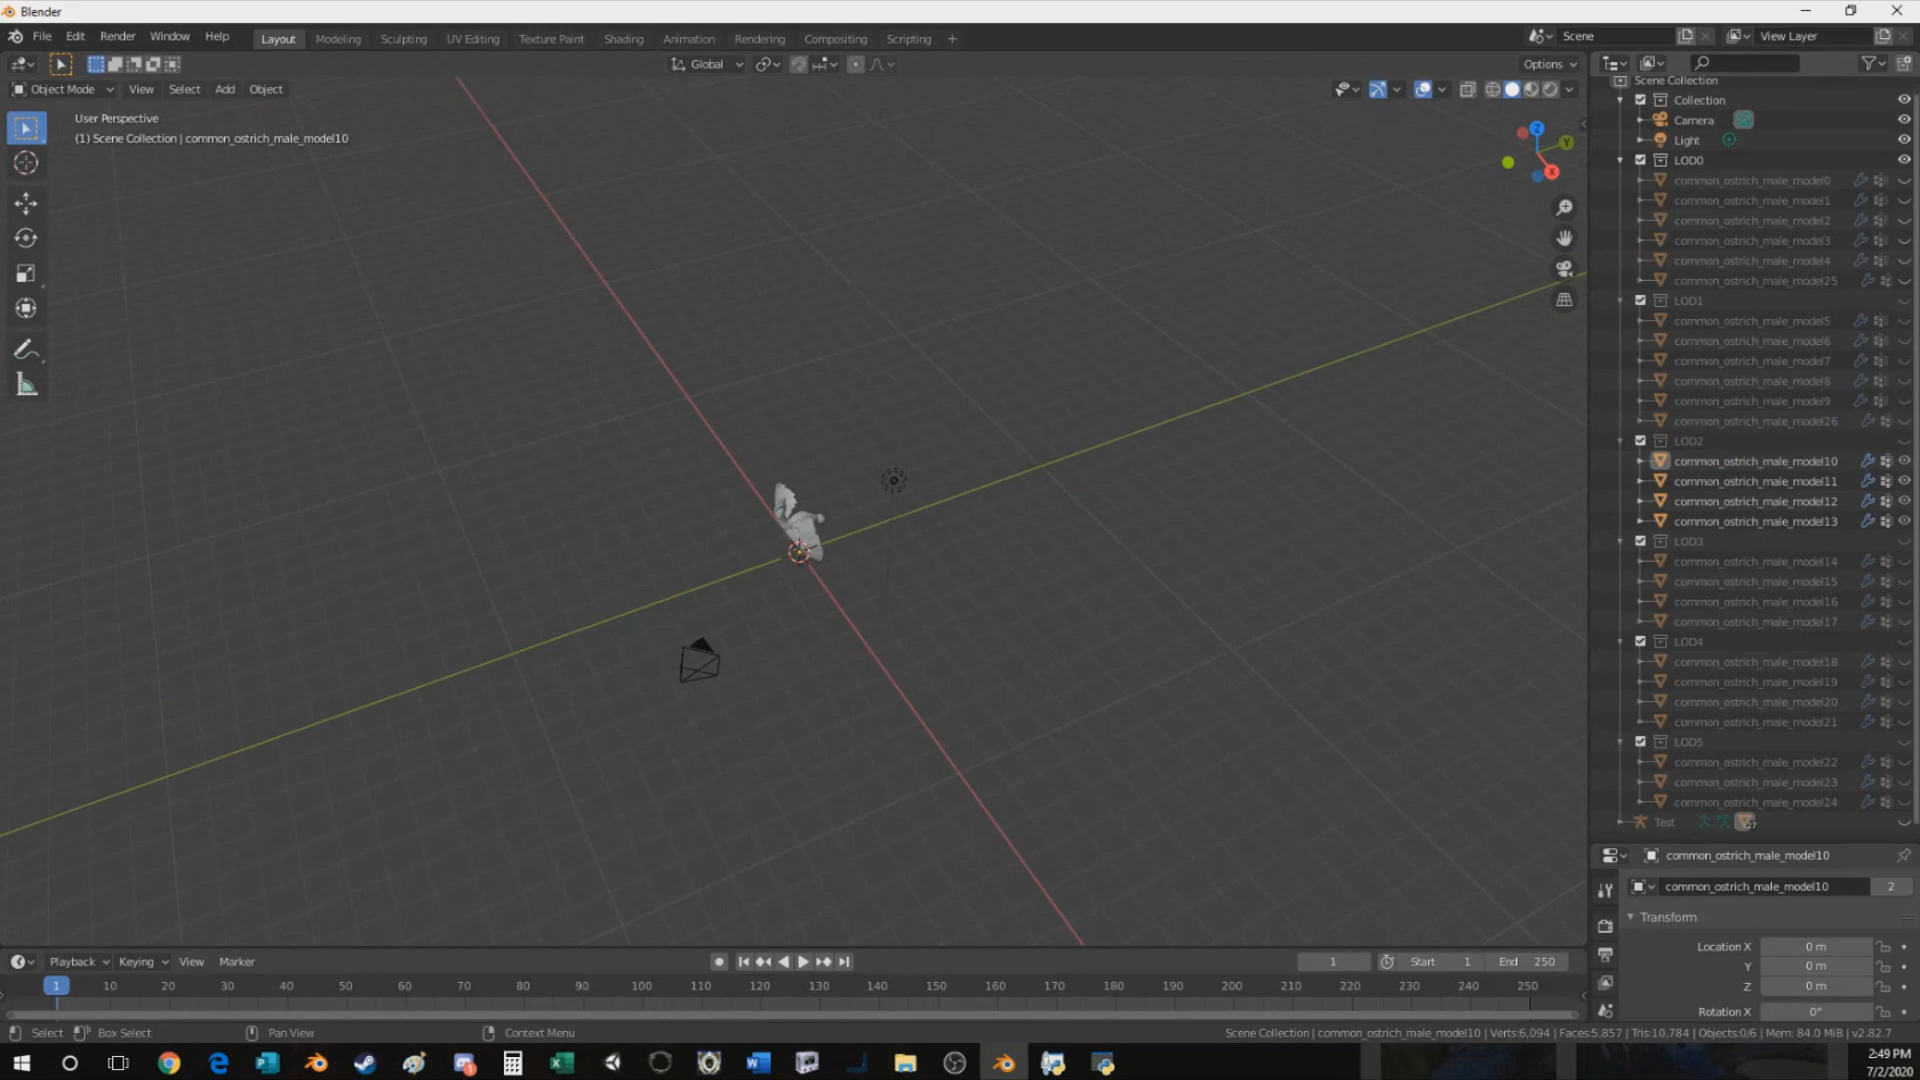 Blender
File Edit Render Window Help Layout Modeling Sculpting UV Editing Texture Paint Shading Animation Rendering Compositing Scripting + Scene View Layer
Global Options
Object Mode View Select Add Object
User Perspective
(1) Scene Collection | common_ostrich_male_model10
Z
Y
X
Scene Collection
Collection
Camera
Light
LOD0
common_ostrich_male_model0
common_ostrich_male_model1
common_ostrich_male_model2
common_ostrich_male_model3
common_ostrich_male_model4
common_ostrich_male_model25
LOD1
common_ostrich_male_model5
common_ostrich_male_model6
common_ostrich_male_model7
common_ostrich_male_model8
common_ostrich_male_model9
common_ostrich_male_model26
LOD2
common_ostrich_male_model10
common_ostrich_male_model11
common_ostrich_male_model12
common_ostrich_male_model13
LOD3
common_ostrich_male_model14
common_ostrich_male_model15
common_ostrich_male_model16
common_ostrich_male_model17
LOD4
common_ostrich_male_model18
common_ostrich_male_model19
common_ostrich_male_model20
common_ostrich_male_model21
LOD5
common_ostrich_male_model22
common_ostrich_male_model23
common_ostrich_male_model24
Test 27
common_ostrich_male_model10
common_ostrich_male_model10 2
Transform
Location X 0 m
Y 0 m
Z 0 m
Rotation X 0°
Playback Keying View Marker 1 Start 1 End 250
1 10 20 30 40 50 60 70 80 90 100 110 120 130 140 150 160 170 180 190 200 210 220 230 240 250
Select Box Select Pan View Context Menu Scene Collection | common_ostrich_male_model10 | Verts:6,094 | Faces:5,857 | Tris:10,784 | Objects:0/6 | Mem: 84.0 MiB | v2.82.7
2:49 PM
7/2/2020